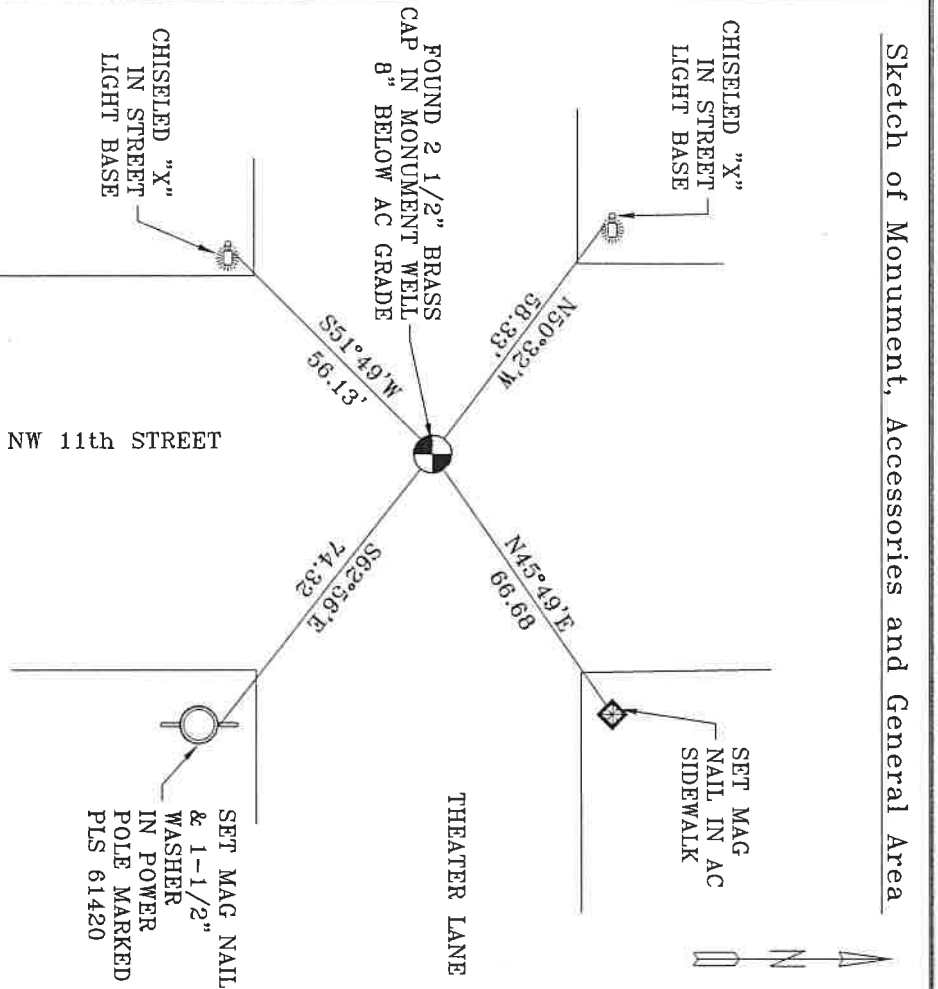 Sketch of Monument, Accessories and General Area
CHISELED "X"
IN STREET
LIGHT BASE
SET MAG
NAIL IN AC
SIDEWALK
N
N50°32'W
58.33'
N45°49'E
66.68
FOUND 2 1/2" BRASS
CAP IN MONUMENT WELL
8" BELOW AC GRADE
THEATER LANE
S51°49'W
56.13'
S62°56'E
74.32
CHISELED "X"
IN STREET
LIGHT BASE
NW 11th STREET
SET MAG NAIL
& 1-1/2"
WASHER
IN POWER
POLE MARKED
PLS 61420